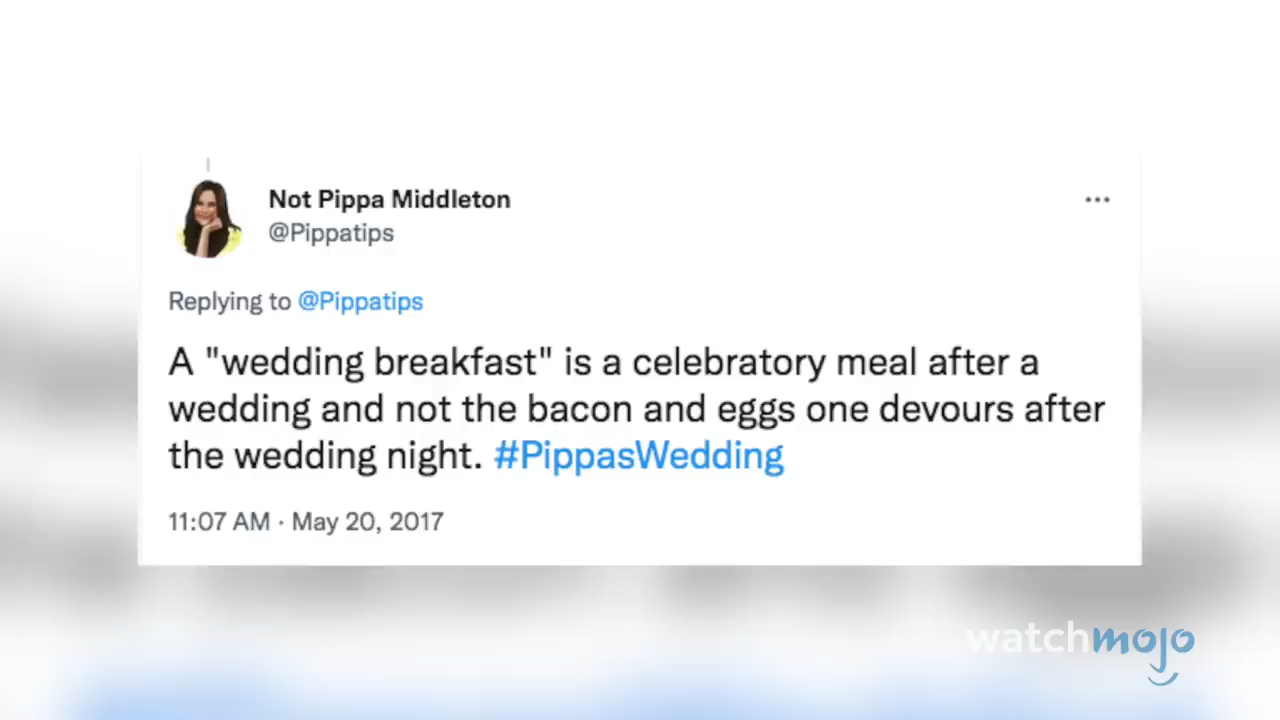 Not Pippa Middleton
@Pippatips
Replying to @Pippatips
A "wedding breakfast" is a celebratory meal after a
wedding and not the bacon and eggs one devours after
the wedding night. #PippasWedding
11:07 AM · May 20, 2017
watchmojo